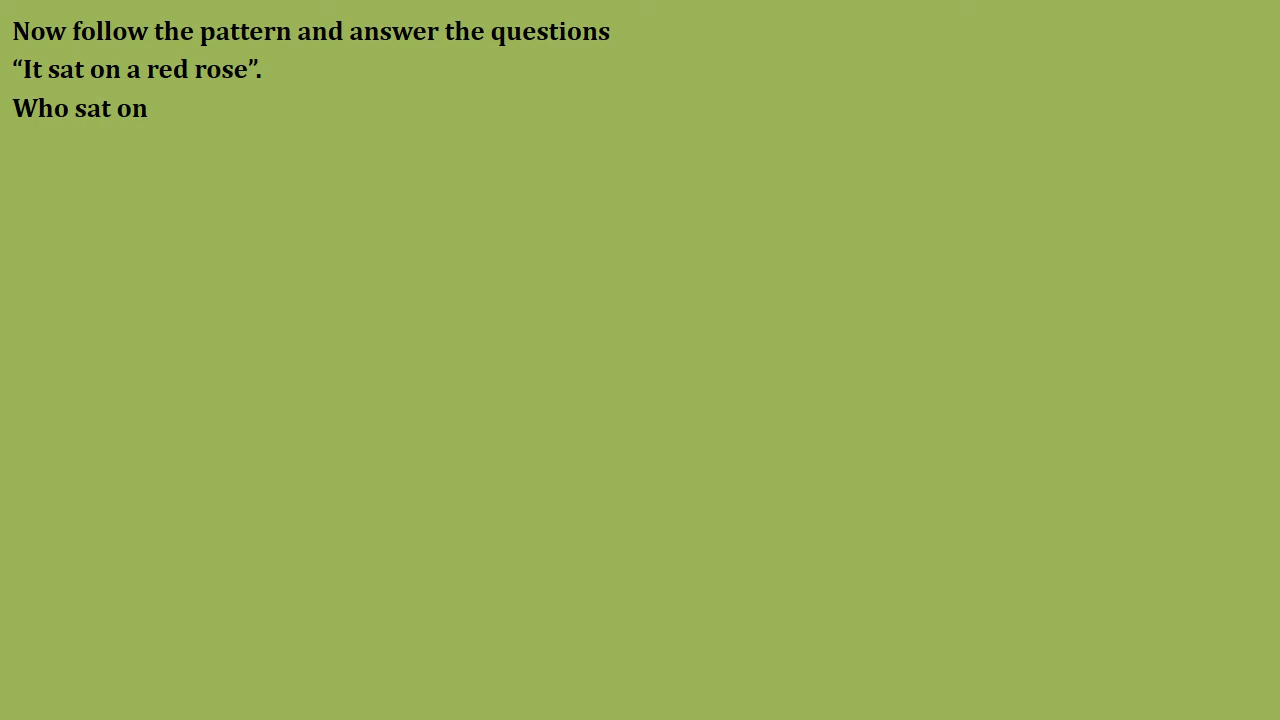 Now follow the pattern and answer the questions
“It sat on a red rose”.
Who sat on